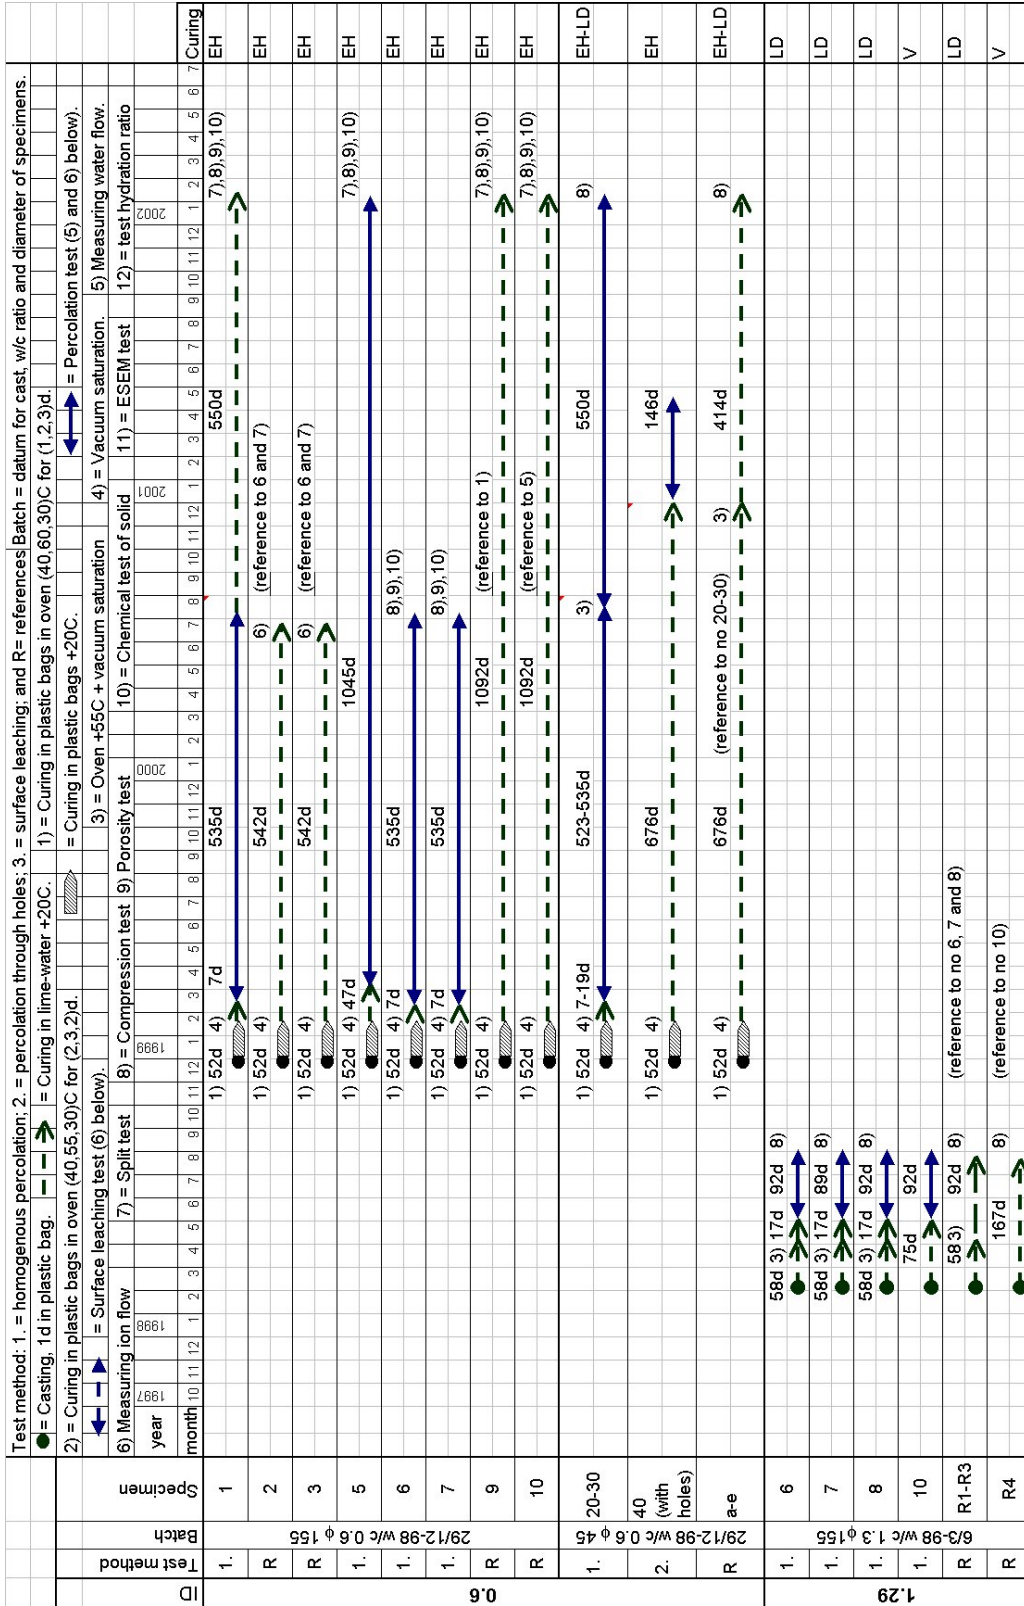 Test method: 1. = homogenous percolation; 2. = percolation through holes; 3. = surface leaching; and R= references Batch = datum for cast, w/c ratio and diameter of specimens.
= Casting, 1d in plastic bag. = Curing in lime-water +20C. 1) = Curing in plastic bags in oven (40,60,30)C for (1,2,3)d.
2) = Curing in plastic bags in oven (40,55,30)C for (2,3,2)d. = Curing in plastic bags +20C. = Percolation test (5) and 6) below).
= Surface leaching test (6) below). 3) = Oven +55C + vacuum saturation 4) = Vacuum saturation. 5) Measuring water flow.
6) Measuring ion flow 7) = Split test 8) = Compression test 9) Porosity test 10) = Chemical test of solid 11) = ESEM test 12) = test hydration ratio
ID Test method Batch Specimen year 1997 1998 1999 2000 2001 2002
month 10 11 12 1 2 3 4 5 6 7 8 9 10 11 12 1 2 3 4 5 6 7 8 9 10 11 12 1 2 3 4 5 6 7 8 9 10 11 12 1 2 3 4 5 6 7 8 9 10 11 12 1 2 3 4 5 6 7 Curing
0.6
29/12-98 w/c 0.6 ϕ 155
1. 1 1) 52d 4) 7d 535d 550d 7),8),9),10) EH
R 2 1) 52d 4) 542d 6) (reference to 6 and 7) EH
R 3 1) 52d 4) 542d 6) (reference to 6 and 7) EH
1. 5 1) 52d 4) 47d 1045d 7),8),9),10) EH
1. 6 1) 52d 4) 7d 535d 8),9),10) EH
1. 7 1) 52d 4) 7d 535d 8),9),10) EH
R 9 1) 52d 4) 1092d (reference to 1) 7),8),9),10) EH
R 10 1) 52d 4) 1092d (reference to 5) 7),8),9),10) EH
29/12-98 w/c 0.6 ϕ 45
1. 20-30 1) 52d 4) 7-19d 523-535d 3) 550d 8) EH-LD
2. 40 (with holes) 1) 52d 4) 676d 146d EH
R a-e 1) 52d 4) 676d (reference to no 20-30) 3) 414d 8) EH-LD
1.29
6/3-98 w/c 1.3 ϕ 155
1. 6 58d 3) 17d 92d 8) LD
1. 7 58d 3) 17d 89d 8) LD
1. 8 58d 3) 17d 92d 8) LD
1. 10 75d 92d V
R R1-R3 58 3) 92d 8) (reference to no 6, 7 and 8) LD
R R4 167d 8) (reference to no 10) V